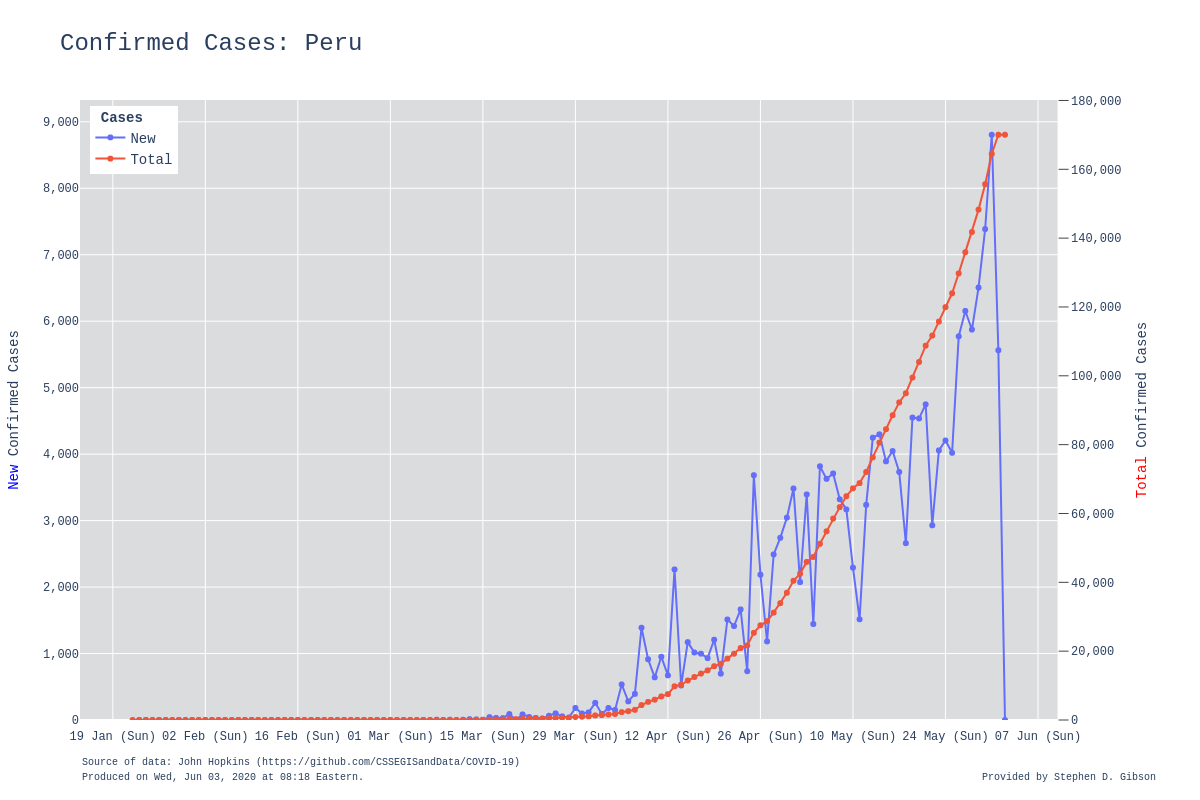 Confirmed Cases: Peru
Cases
New
Total
9,000
8,000
7,000
6,000
5,000
4,000
3,000
2,000
1,000
0
180,000
160,000
140,000
120,000
100,000
80,000
60,000
40,000
20,000
0
New Confirmed Cases
Total Confirmed Cases
19 Jan (Sun) 02 Feb (Sun) 16 Feb (Sun) 01 Mar (Sun) 15 Mar (Sun) 29 Mar (Sun) 12 Apr (Sun) 26 Apr (Sun) 10 May (Sun) 24 May (Sun) 07 Jun (Sun)
Source of data: John Hopkins (https://github.com/CSSEGISandData/COVID-19)
Produced on Wed, Jun 03, 2020 at 08:18 Eastern.
Provided by Stephen D. Gibson